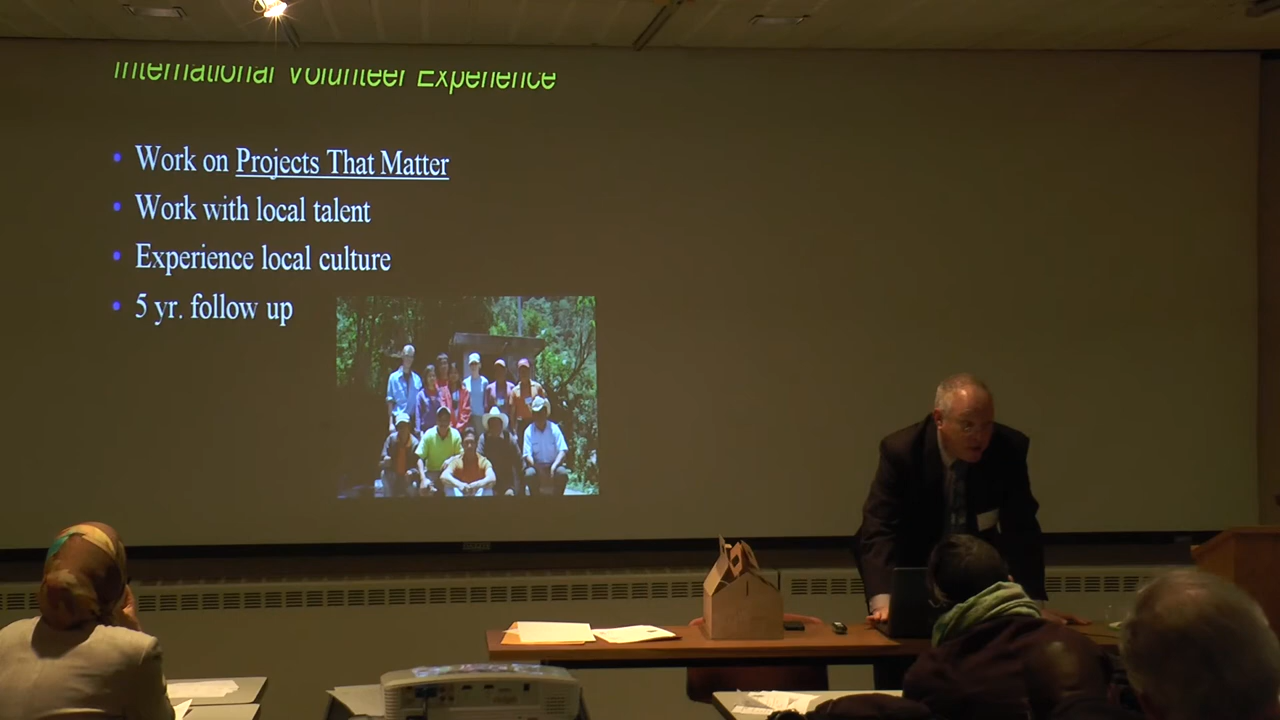 International Volunteer Experience
• Work on Projects That Matter
• Work with local talent
• Experience local culture
• 5 yr. follow up